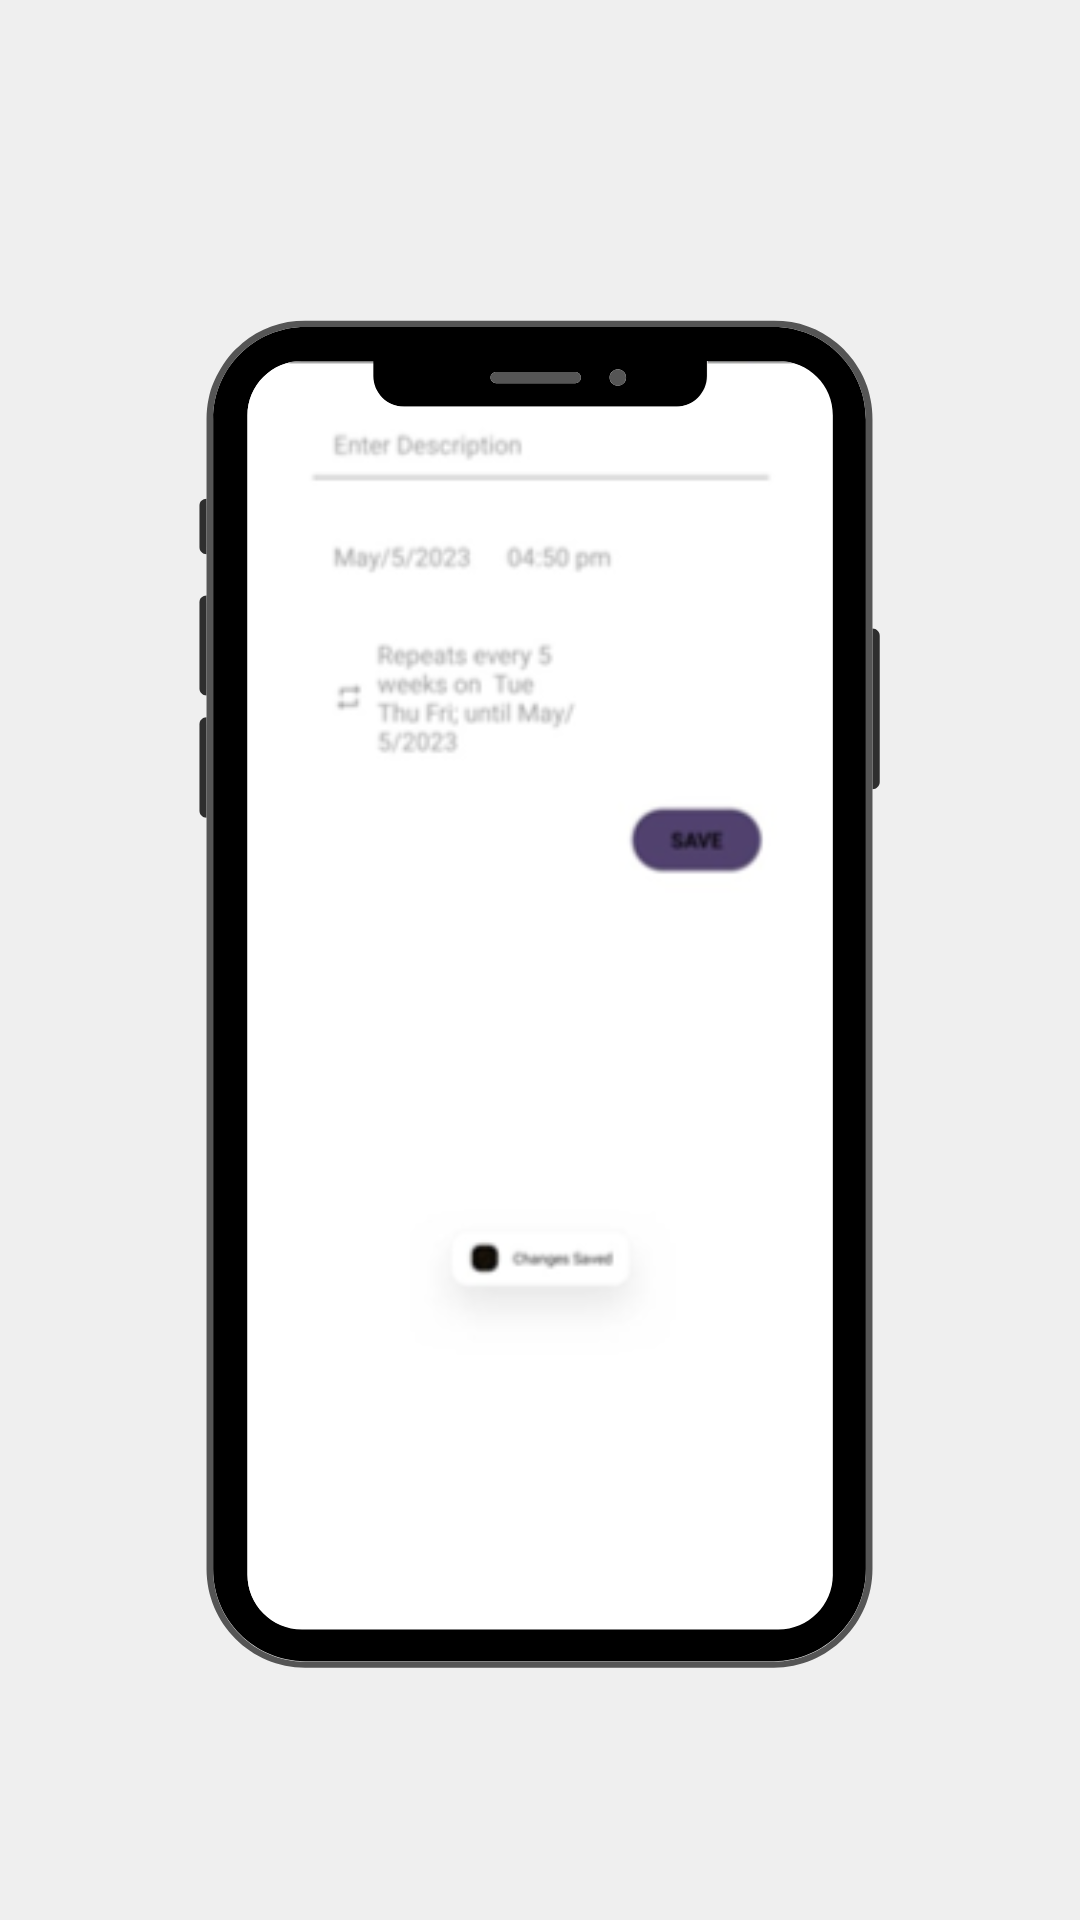 Enter Description
May/5/2023 04:50 pm
Repeats every 5
weeks on Tue
Thu Fri; until May/
5/2023
SAVE
Changes Saved